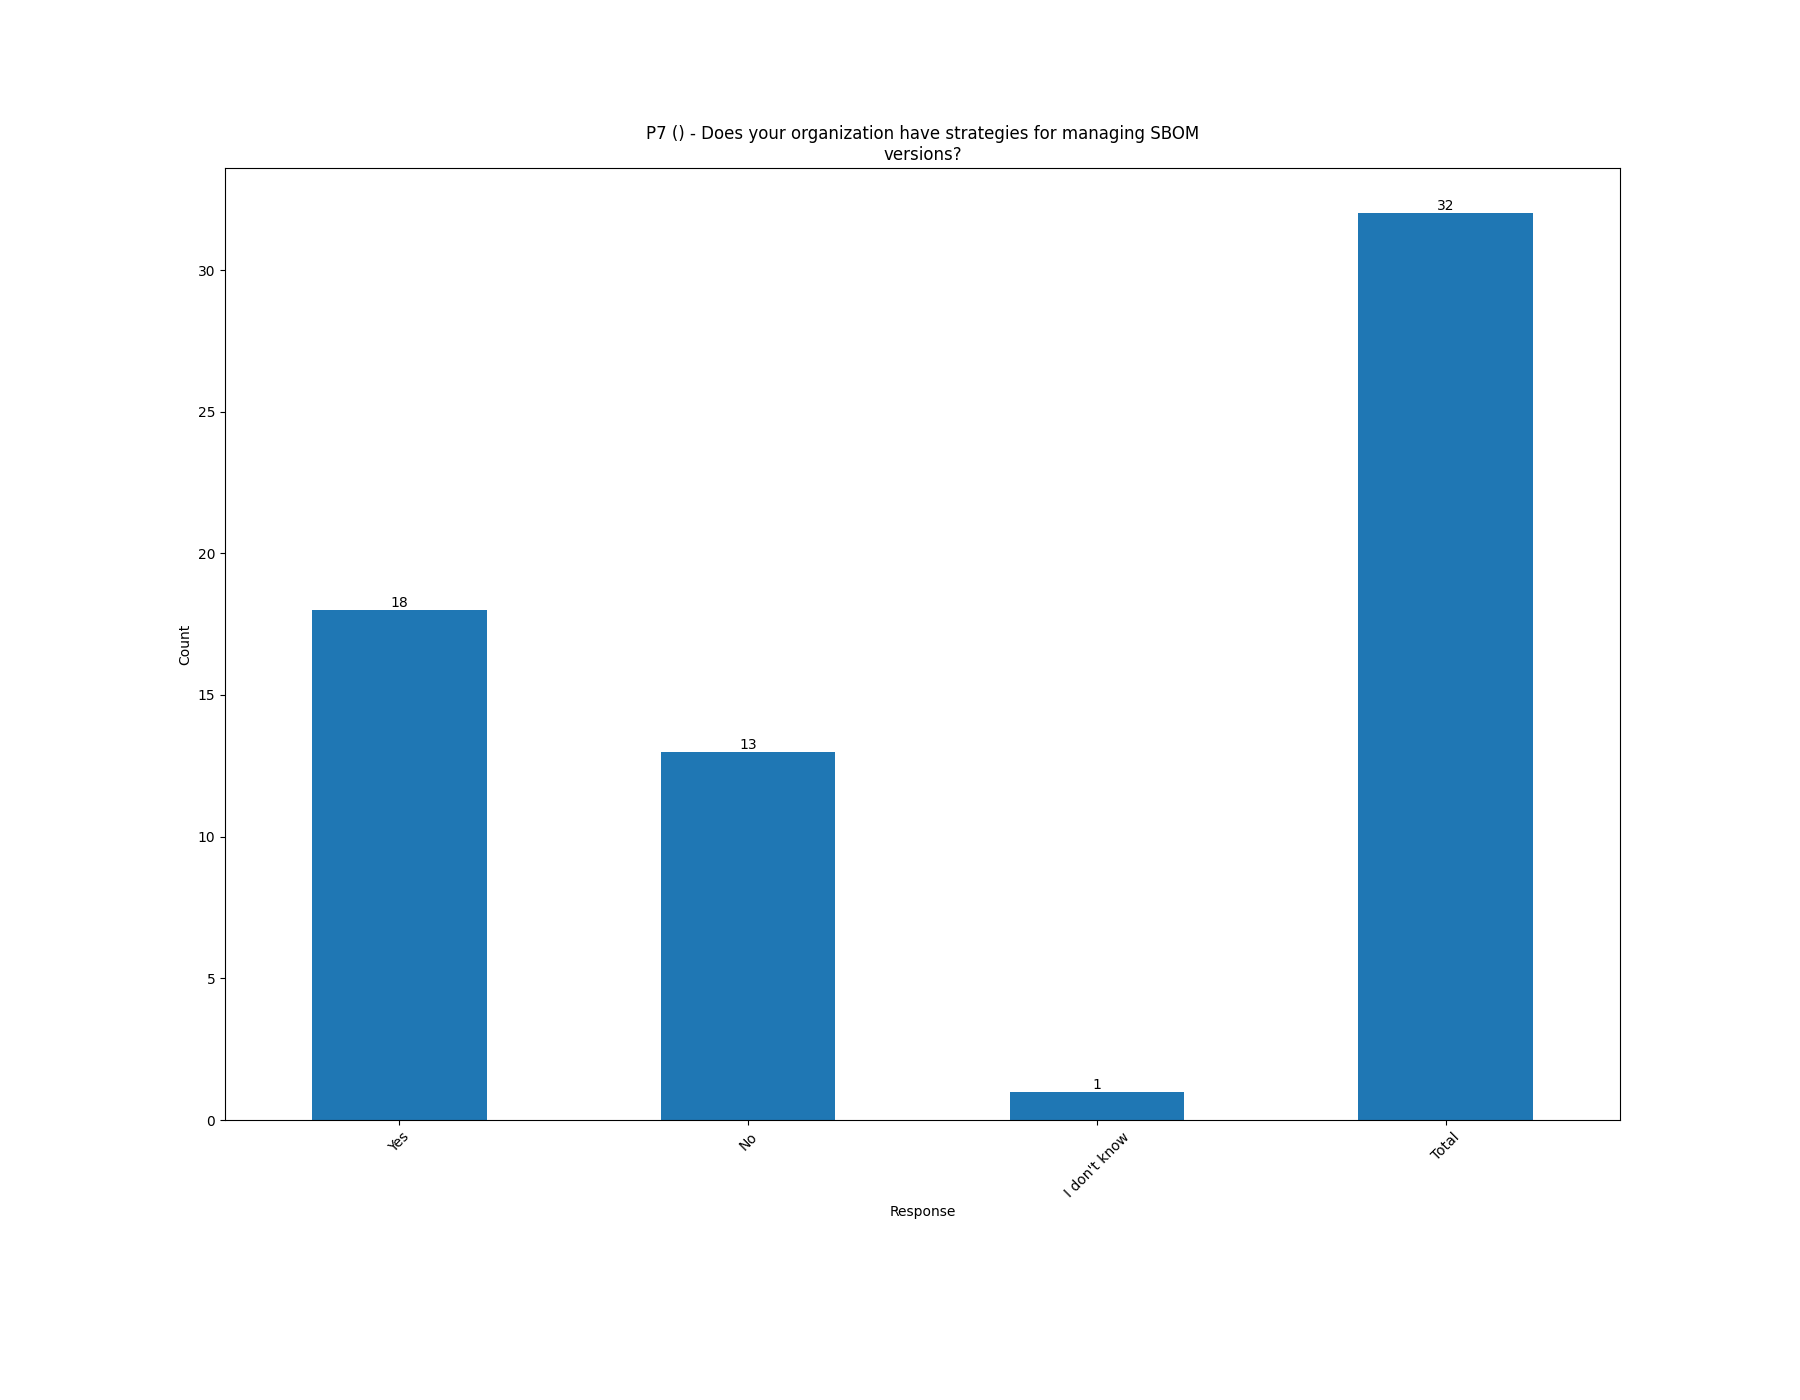 P7 () - Does your organization have strategies for managing SBOM
versions?
32
30
25
20
18
15
13
10
5
1
0
Count
Yes
No
I don't know
Total
Response